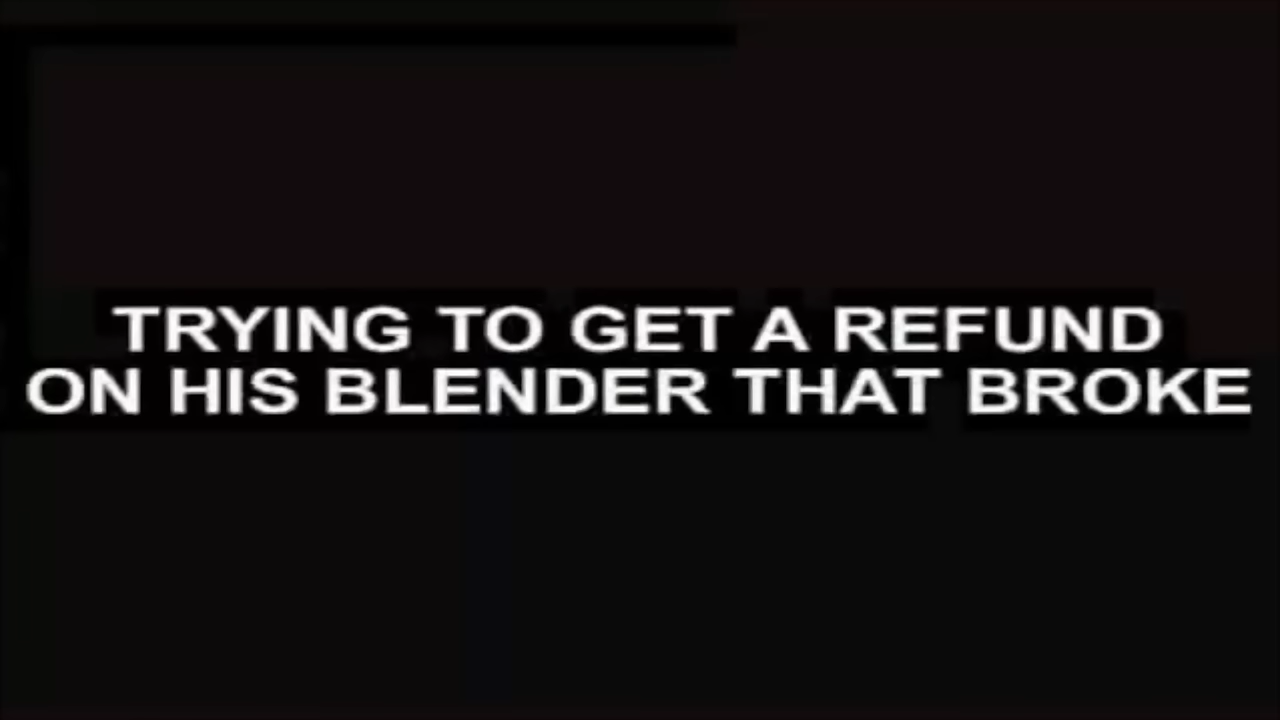 TRYING TO GET A REFUND
ON HIS BLENDER THAT BROKE